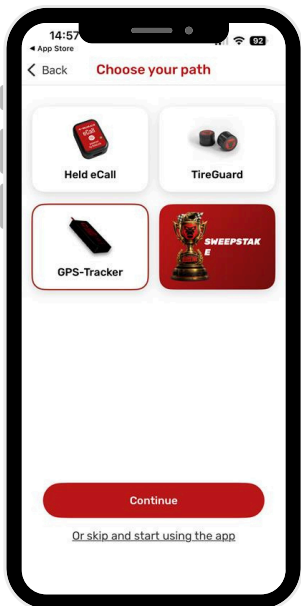 14:57
92
◀ App Store
Back
Choose your path
eCall
Held eCall
TireGuard
GPS-Tracker
SWEEPSTAK
E
Continue
Or skip and start using the app